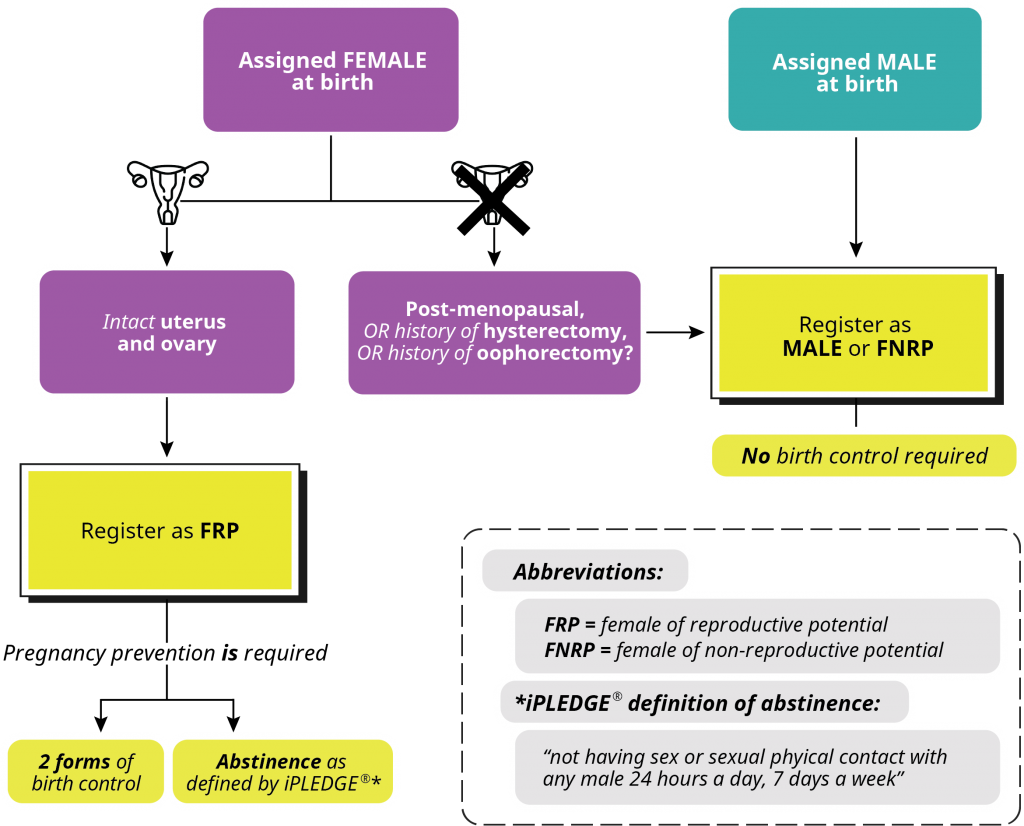 Assigned FEMALE
at birth
Assigned MALE
at birth
Intact uterus
and ovary
Post-menopausal,
OR history of hysterectomy,
OR history of oophorectomy?
Register as
MALE or FNRP
No birth control required
Register as FRP
Pregnancy prevention is required
2 forms of
birth control
Abstinence as
defined by iPLEDGE®*
Abbreviations:
FRP = female of reproductive potential
FNRP = female of non-reproductive potential
*iPLEDGE® definition of abstinence:
“not having sex or sexual phyical contact with
any male 24 hours a day, 7 days a week”